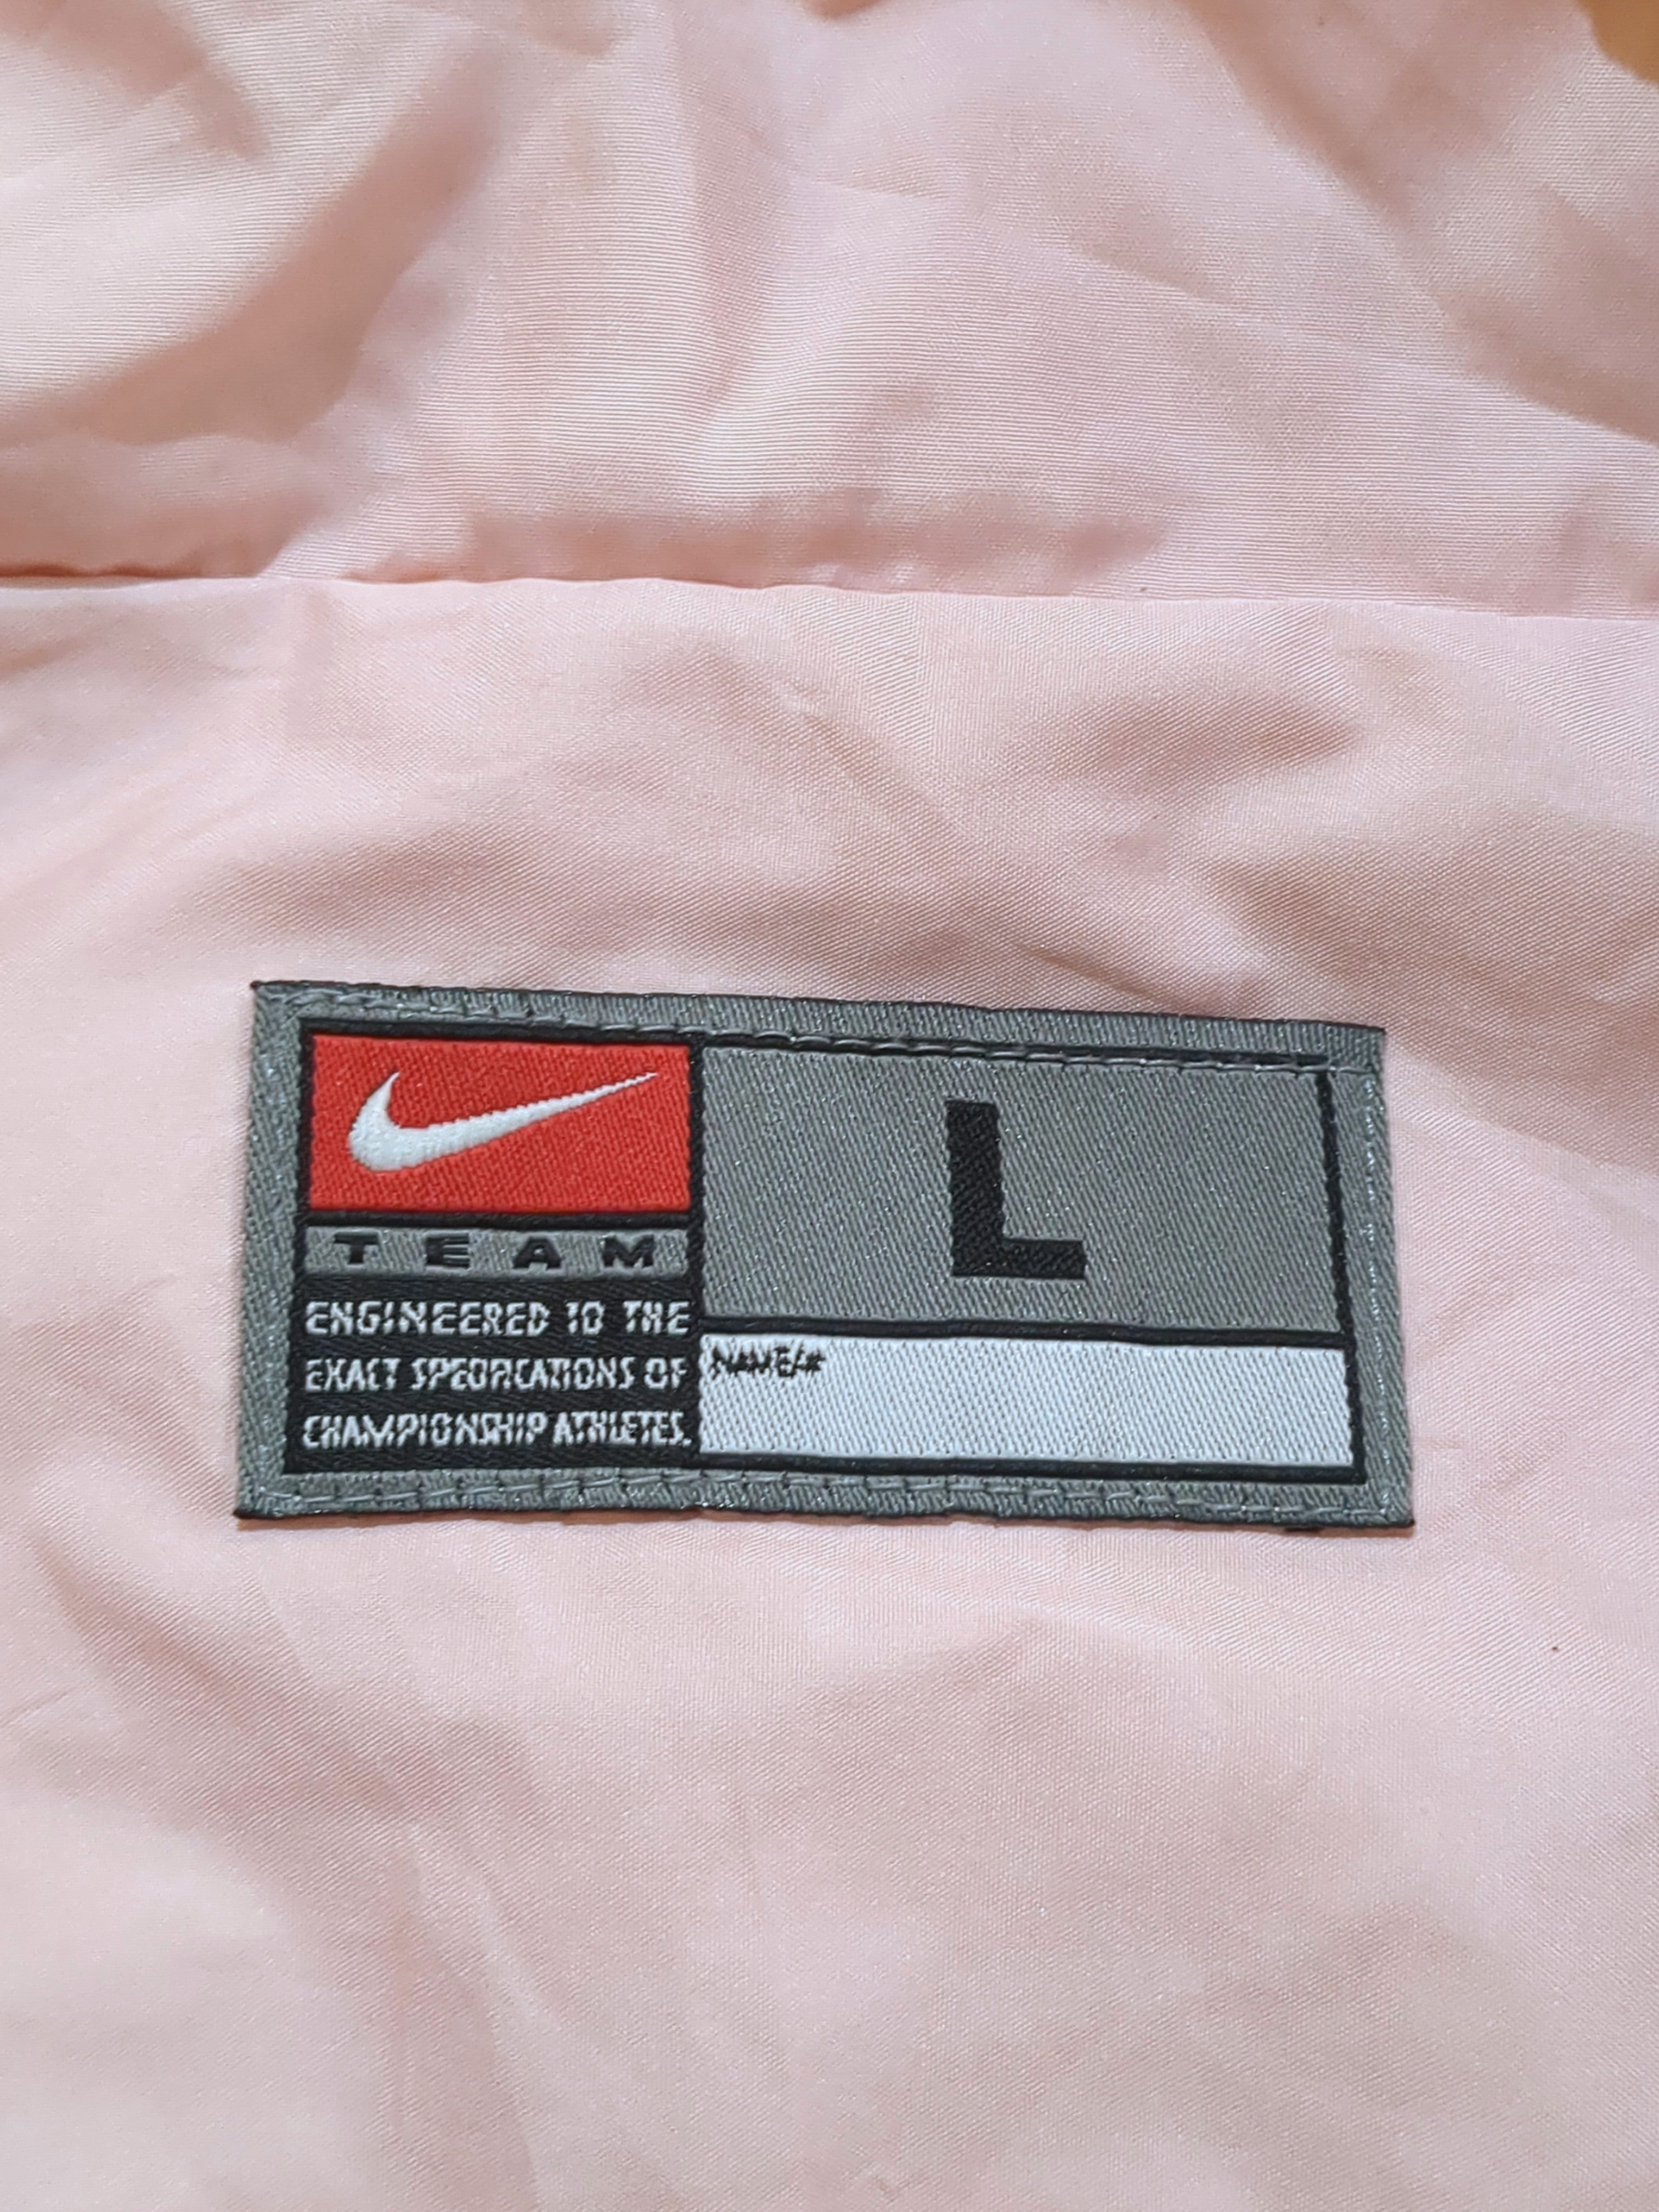 TEAM
ENGINEERED TO THE
EXACT SPECIFICATIONS OF
CHAMPIONSHIP ATHLETES.
L
NAME/#